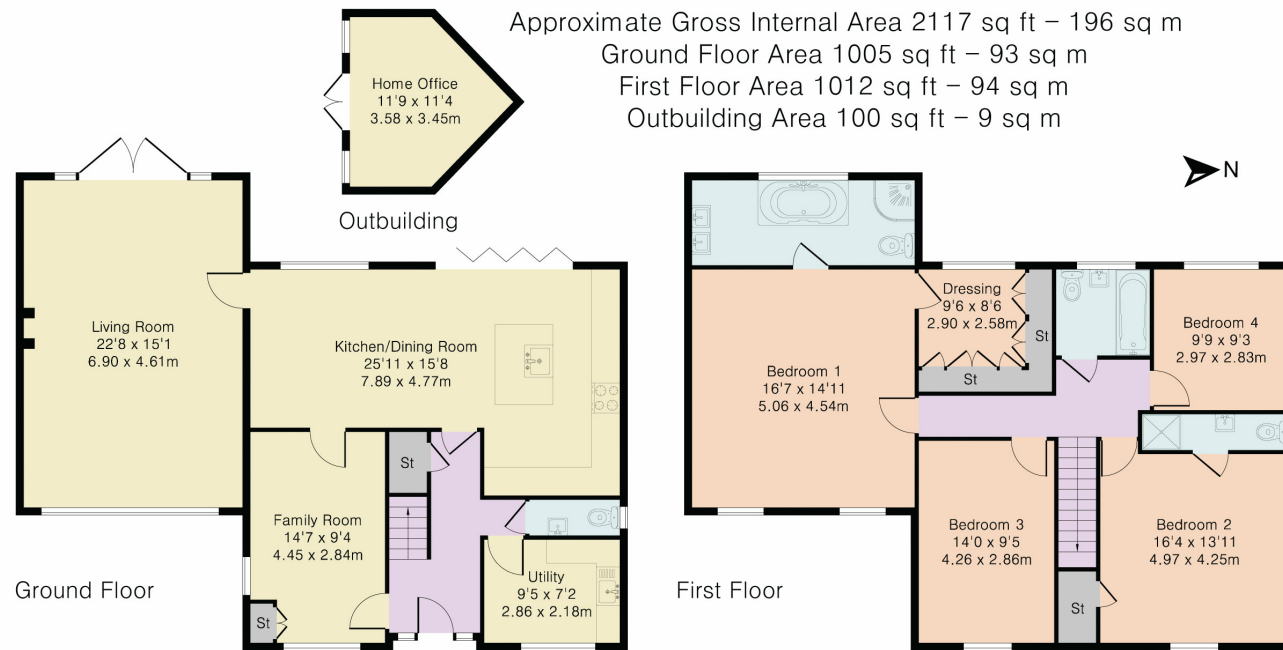 Approximate Gross Internal Area 2117 sq ft – 196 sq m
Ground Floor Area 1005 sq ft – 93 sq m
First Floor Area 1012 sq ft – 94 sq m
Outbuilding Area 100 sq ft – 9 sq m
Home Office
11'9 x 11'4
3.58 x 3.45m
Outbuilding
N
Living Room
22'8 x 15'1
6.90 x 4.61m
Kitchen/Dining Room
25'11 x 15'8
7.89 x 4.77m
St
Family Room
14'7 x 9'4
4.45 x 2.84m
Utility
9'5 x 7'2
2.86 x 2.18m
St
Ground Floor
Dressing
9'6 x 8'6
2.90 x 2.58m
St
St
Bedroom 4
9'9 x 9'3
2.97 x 2.83m
Bedroom 1
16'7 x 14'11
5.06 x 4.54m
Bedroom 3
14'0 x 9'5
4.26 x 2.86m
Bedroom 2
16'4 x 13'11
4.97 x 4.25m
St
First Floor